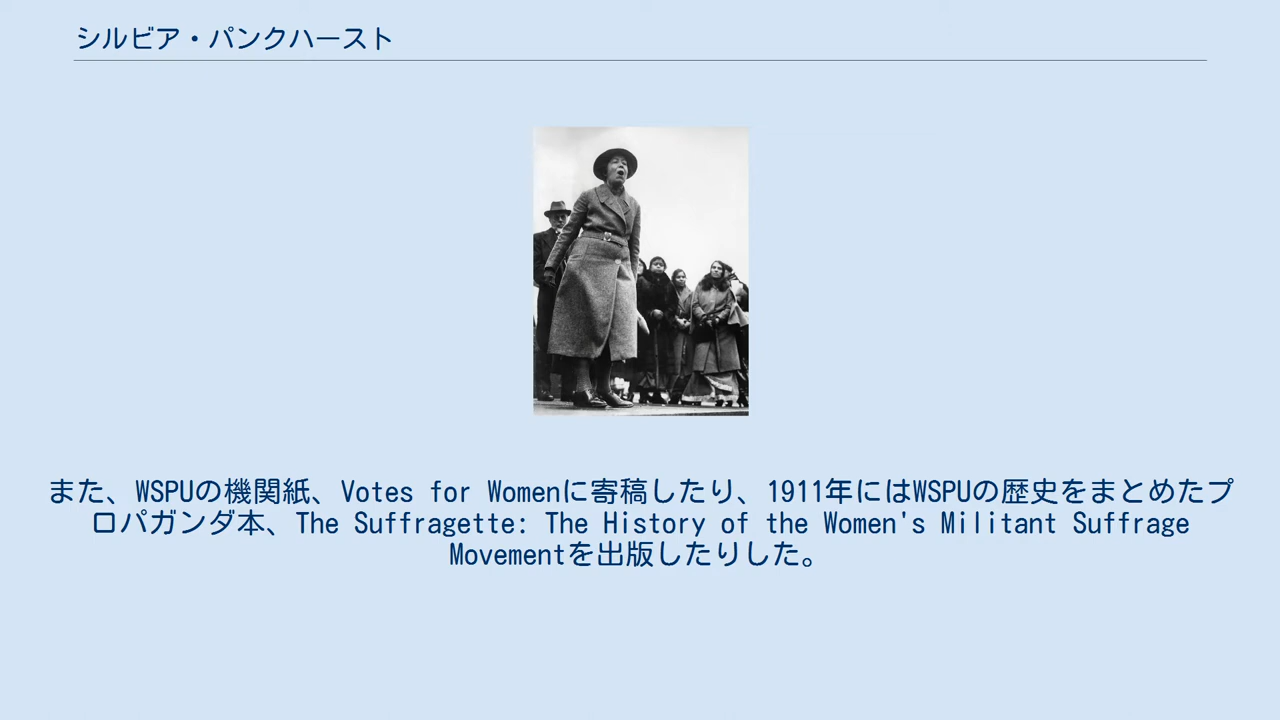 シルビア・パンクハースト
また、WSPUの機関紙、Votes for Womenに寄稿したり、1911年にはWSPUの歴史をまとめたプ
ロパガンダ本、The Suffragette: The History of the Women's Militant Suffrage
Movementを出版したりした。